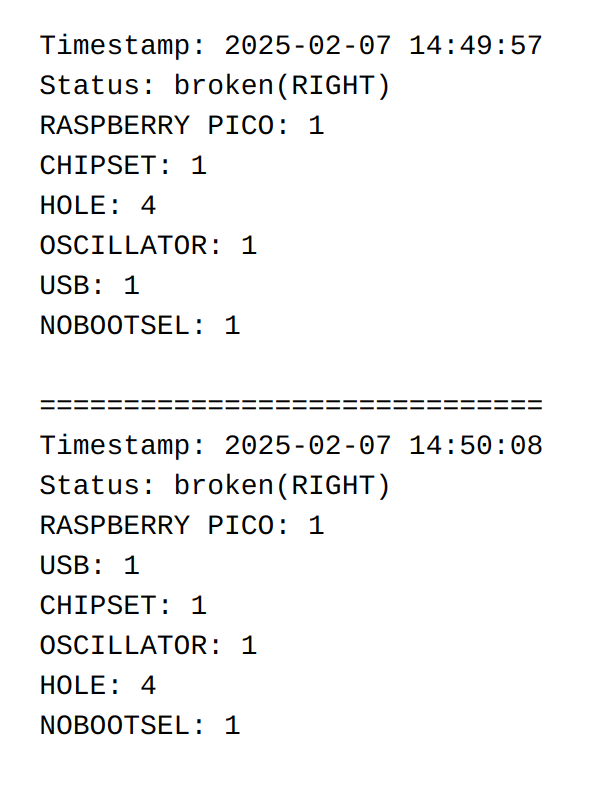 Timestamp: 2025-02-07 14:49:57
Status: broken(RIGHT)
RASPBERRY PICO: 1
CHIPSET: 1
HOLE: 4
OSCILLATOR: 1
USB: 1
NOBOOTSEL: 1
==============================
Timestamp: 2025-02-07 14:50:08
Status: broken(RIGHT)
RASPBERRY PICO: 1
USB: 1
CHIPSET: 1
OSCILLATOR: 1
HOLE: 4
NOBOOTSEL: 1